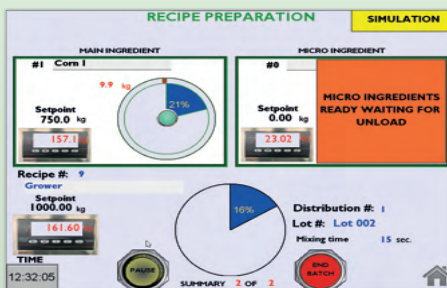 RECIPE PREPARATION
SIMULATION
MAIN INGREDIENT
MICRO INGREDIENT
#1 Corn 1
#0
9.9 kg
21%
MICRO INGREDIENTS
READY WAITING FOR
UNLOAD
Setpoint
750.0 kg
157.1
Setpoint
0.00 kg
23.02
Recipe #: 9
Grower
Setpoint
1000.00 kg
161.60
16%
Distribution #: 1
Lot #: Lot 002
Mixing time 15 sec.
TIME
12:32:05
PAUSE
SUMMARY 2 OF 2
END
BATCH